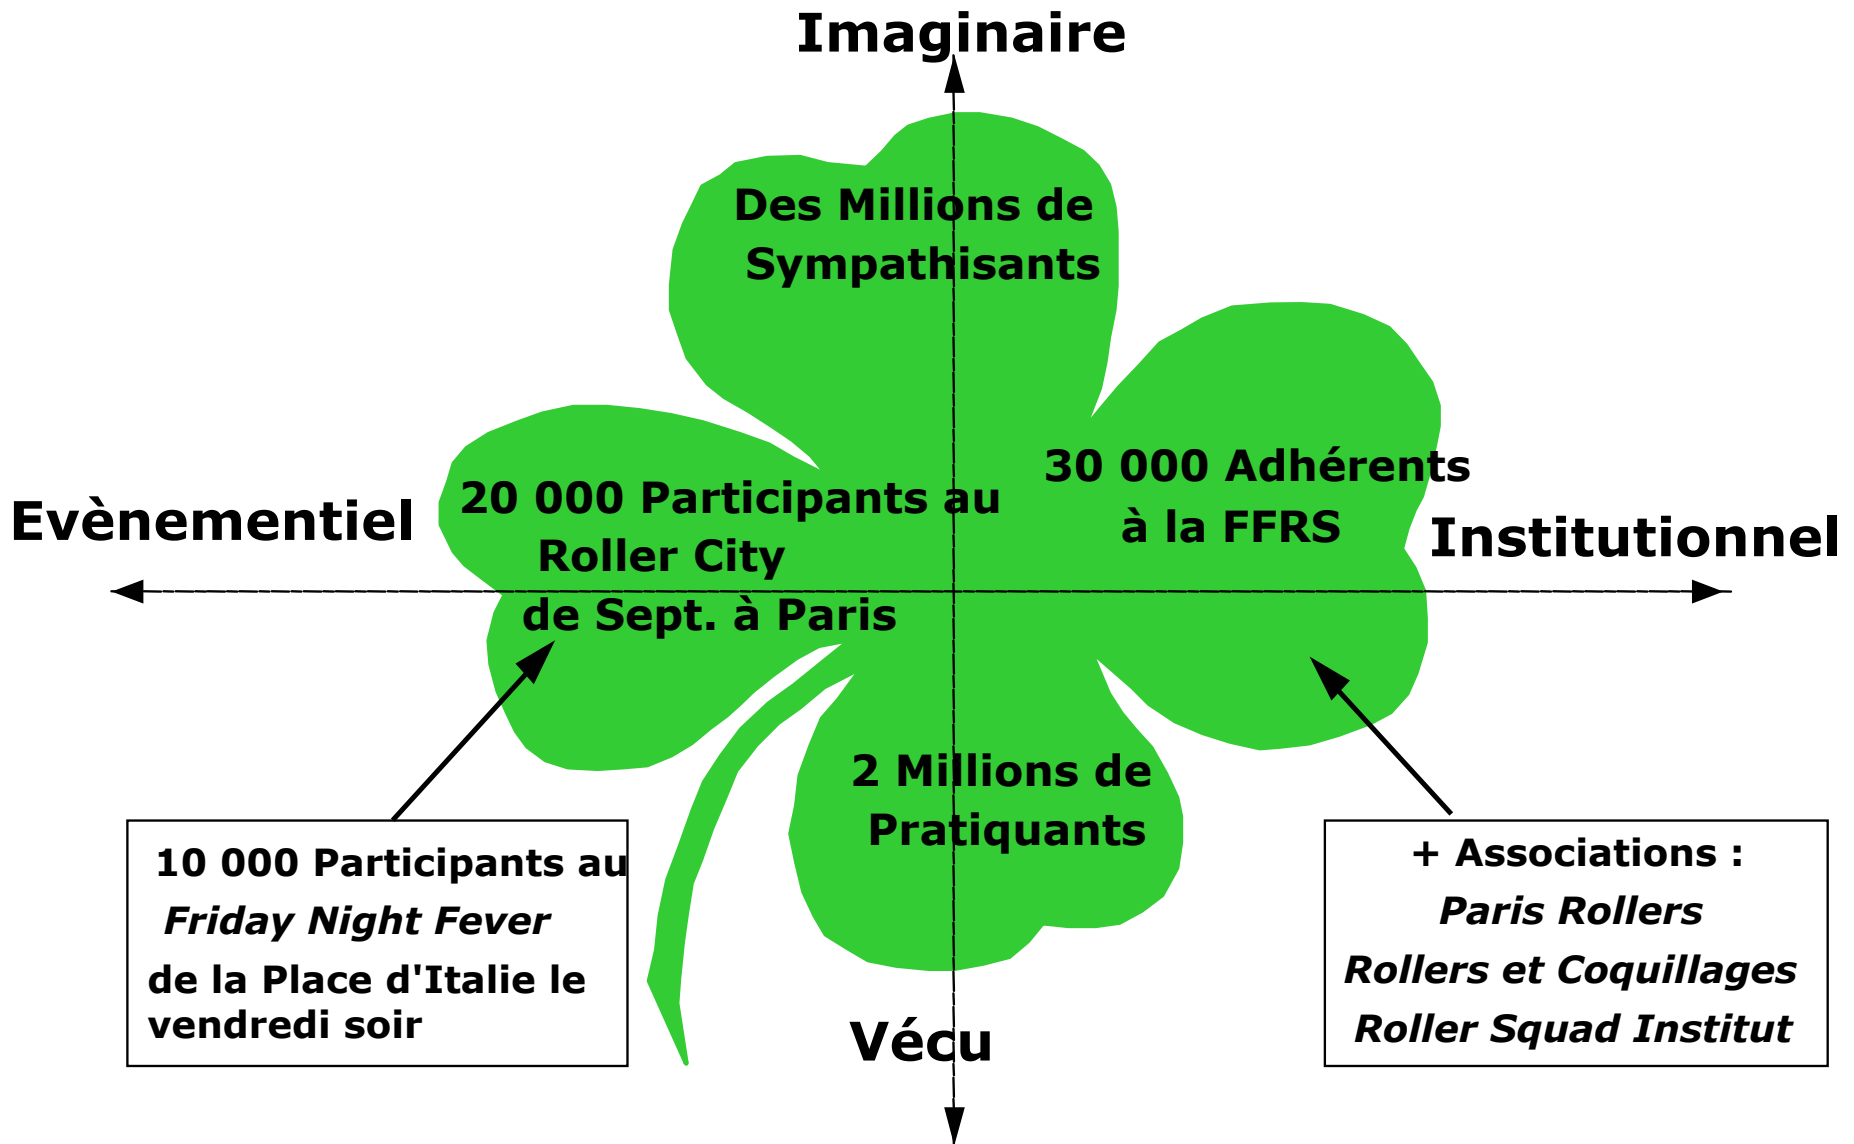 Imaginaire
Des Millions de
Sympathisants
30 000 Adhérents
à la FFRS
Institutionnel
Evènementiel
20 000 Participants au
Roller City
de Sept. à Paris
2 Millions de
Pratiquants
10 000 Participants au
Friday Night Fever
de la Place d'Italie le
vendredi soir
+ Associations :
Paris Rollers
Rollers et Coquillages
Roller Squad Institut
Vécu